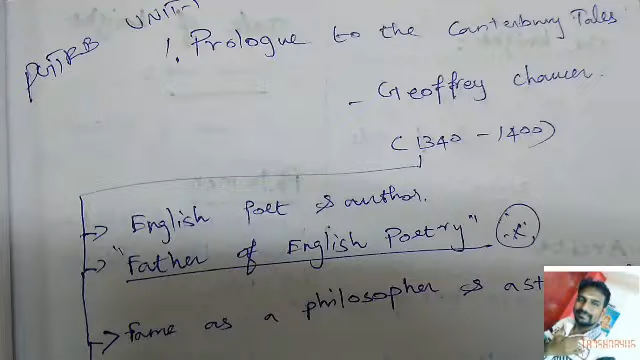 PGTRB UNIT-1
1. Prologue to the Canterbury Tales
- Geoffrey Chaucer.
(1340 - 1400)
→ English Poet & author.
→ "Father of English Poetry"
→ fame as a philosopher & ast